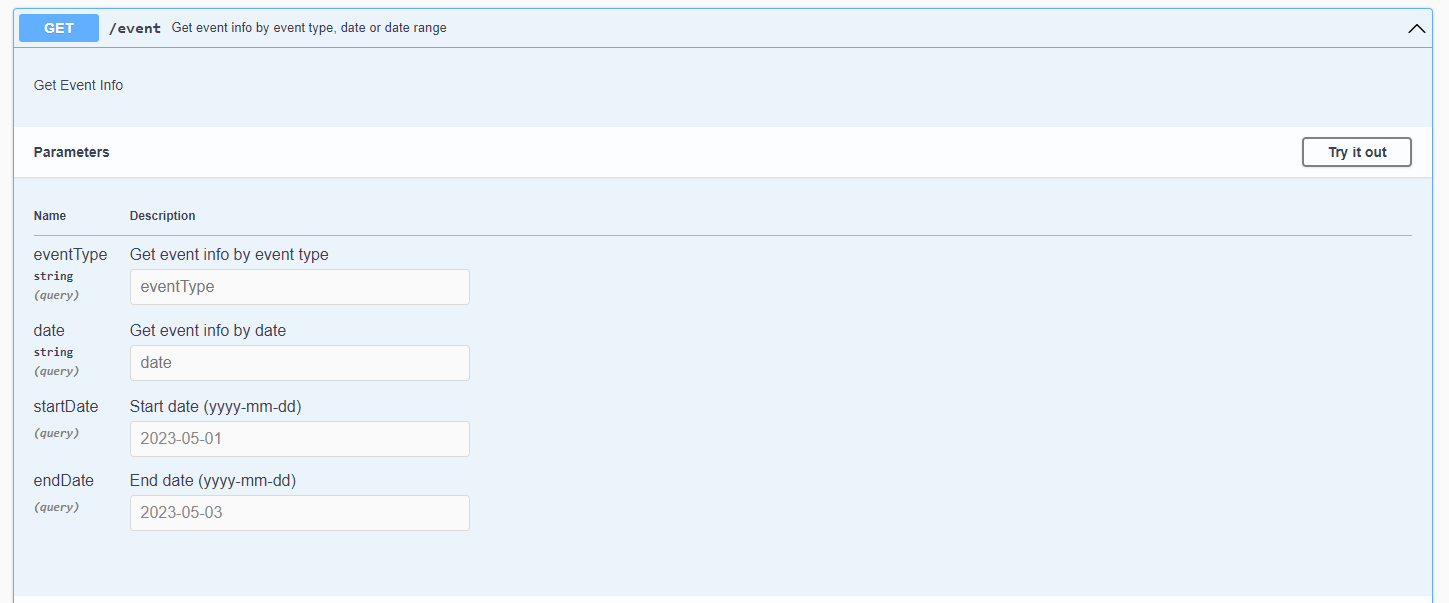 GET /event Get event info by event type, date or date range
Get Event Info
Parameters Try it out
Name Description
eventType Get event info by event type
string
(query) eventType
date Get event info by date
string
(query) date
startDate Start date (yyyy-mm-dd)
(query) 2023-05-01
endDate End date (yyyy-mm-dd)
(query) 2023-05-03